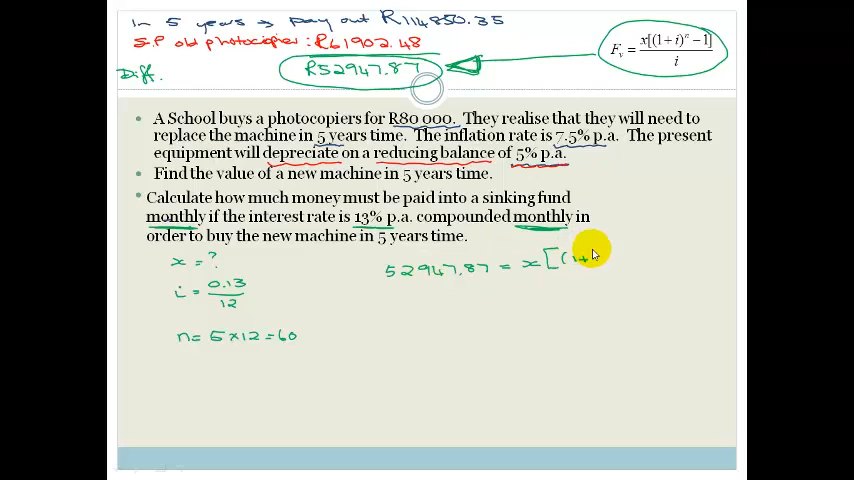 In 5 years → pay out R114850.35
S.P old photocopier : R61902.48
Diff. R52947.87
Fv = x[(1+i)^n −1] / i
• A School buys a photocopiers for R80 000. They realise that they will need to
replace the machine in 5 years time. The inflation rate is 7.5% p.a. The present
equipment will depreciate on a reducing balance of 5% p.a.
• Find the value of a new machine in 5 years time.
• Calculate how much money must be paid into a sinking fund
monthly if the interest rate is 13% p.a. compounded monthly in
order to buy the new machine in 5 years time.
x = ?
52947.87 = x[(1+
i = 0.13 / 12
n = 5×12 = 60